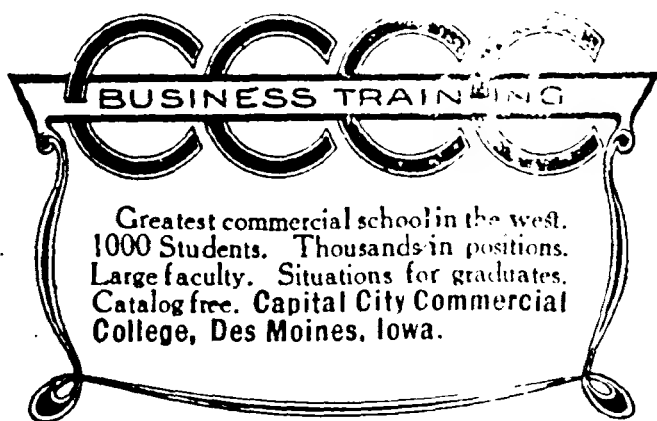 CCCC
BUSINESS TRAINING
Greatest commercial school in the west.
1000 Students. Thousands in positions.
Large faculty. Situations for graduates.
Catalog free. Capital City Commercial
College, Des Moines, Iowa.